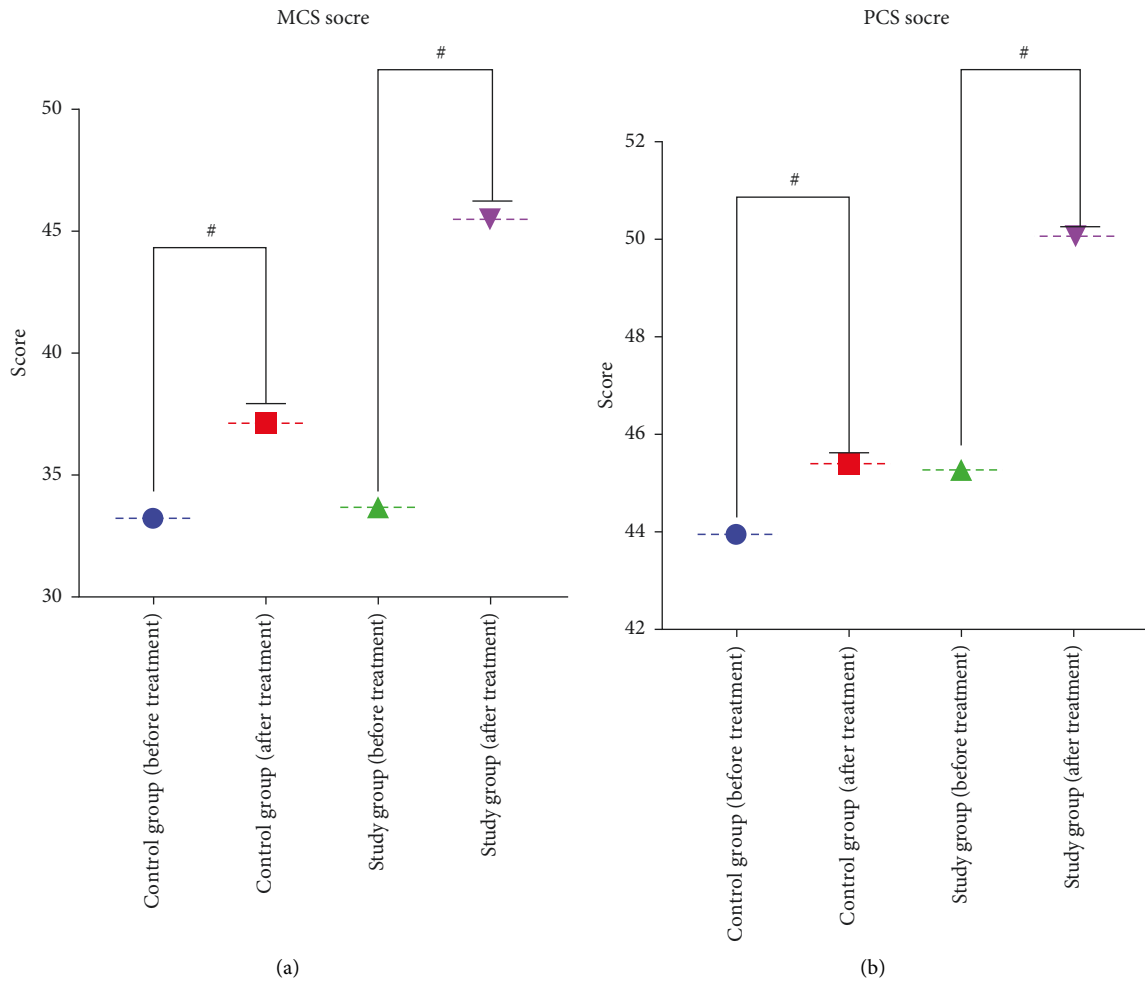 MCS socre
#
#
50
45
40
35
30
Score
Control group (before treatment)
Control group (after treatment)
Study group (before treatment)
Study group (after treatment)
(a)
PCS socre
#
#
52
50
48
46
44
42
Score
Control group (before treatment)
Control group (after treatment)
Study group (before treatment)
Study group (after treatment)
(b)